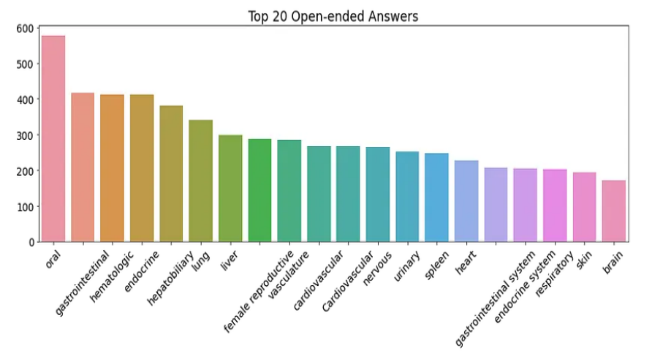 Top 20 Open-ended Answers
600
500
400
300
200
100
0
oral
gastrointestinal
hematologic
endocrine
hepatobiliary
lung
liver
female reproductive
vasculature
cardiovascular
Cardiovascular
nervous
urinary
spleen
heart
gastrointestinal system
endocrine system
respiratory
skin
brain